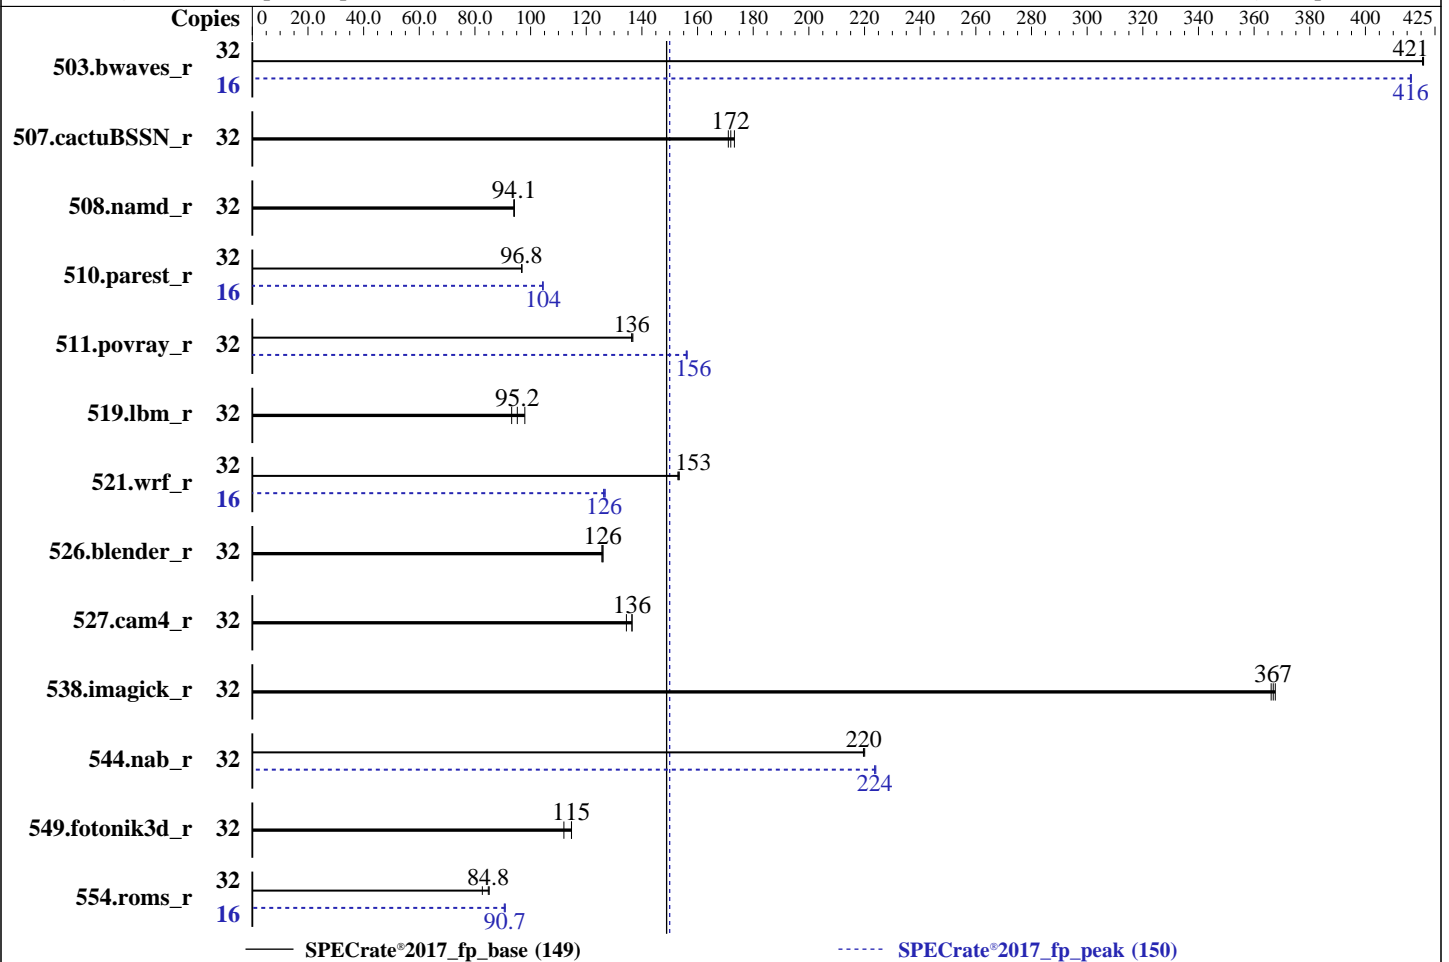 Copies 0 20.0 40.0 60.0 80.0 100 120 140 160 180 200 220 240 260 280 300 320 340 360 380 400 425
503.bwaves_r 32 421
16 416
507.cactuBSSN_r 32 172
508.namd_r 32 94.1
510.parest_r 32 96.8
16 104
511.povray_r 32 136
156
519.lbm_r 32 95.2
521.wrf_r 32 153
16 126
526.blender_r 32 126
527.cam4_r 32 136
538.imagick_r 32 367
544.nab_r 32 220
224
549.fotonik3d_r 32 115
554.roms_r 32 84.8
16 90.7
SPECrate®2017_fp_base (149) SPECrate®2017_fp_peak (150)